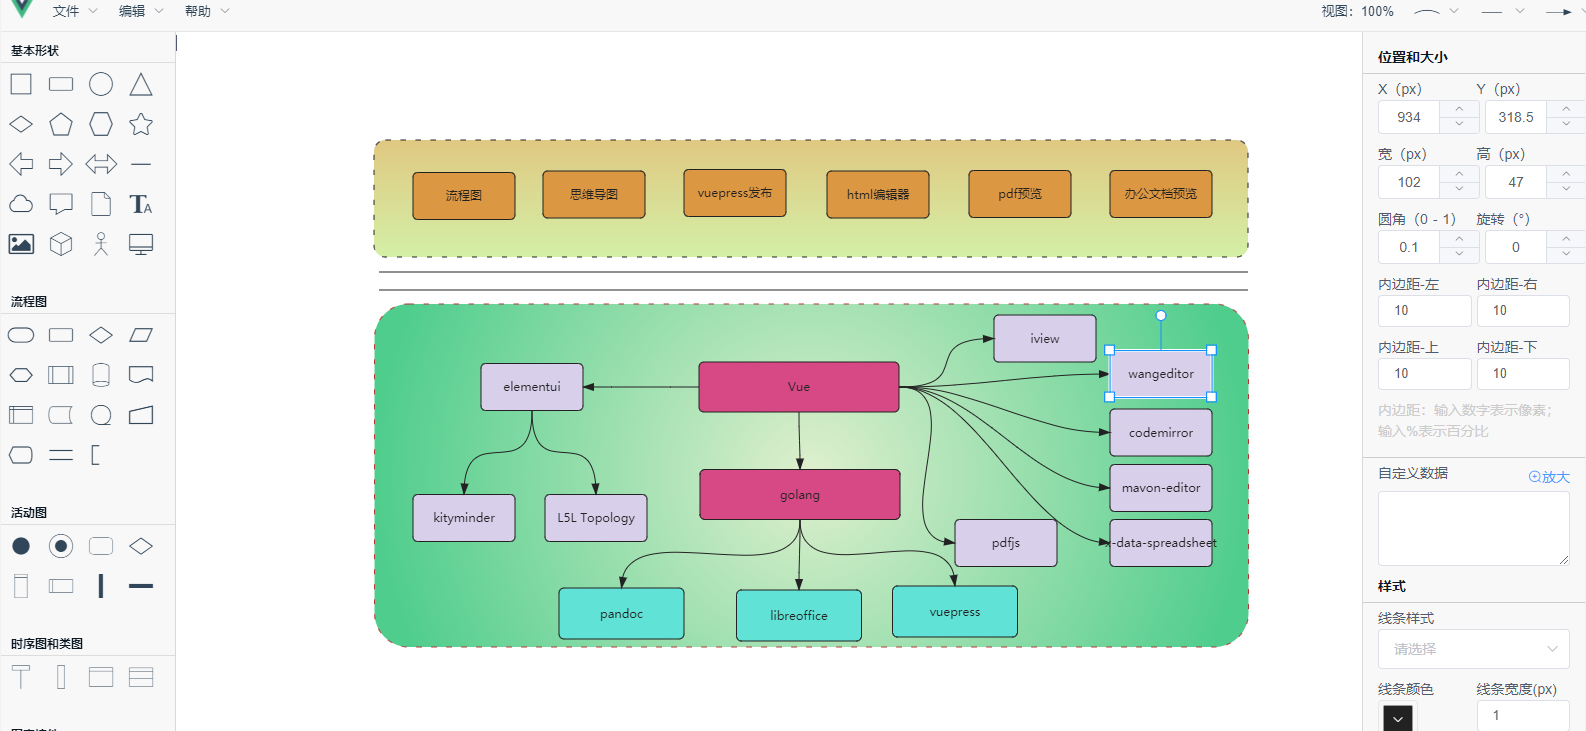 文件 编辑 帮助 视图：100%
基本形状
流程图
活动图
时序图和类图
流程图 思维导图 vuepress发布 html编辑器 pdf预览 办公文档预览
iview
wangeditor
elementui Vue
codemirror
mavon-editor
golang
kityminder L5L Topology
pdfjs x-data-spreadsheet
pandoc libreoffice vuepress
位置和大小
X（px） Y（px）
934 318.5
宽（px） 高（px）
102 47
圆角（0 - 1） 旋转（°）
0.1 0
内边距-左 内边距-右
10 10
内边距-上 内边距-下
10 10
内边距：输入数字表示像素；
输入%表示百分比
自定义数据 放大
样式
线条样式
请选择
线条颜色 线条宽度(px)
1